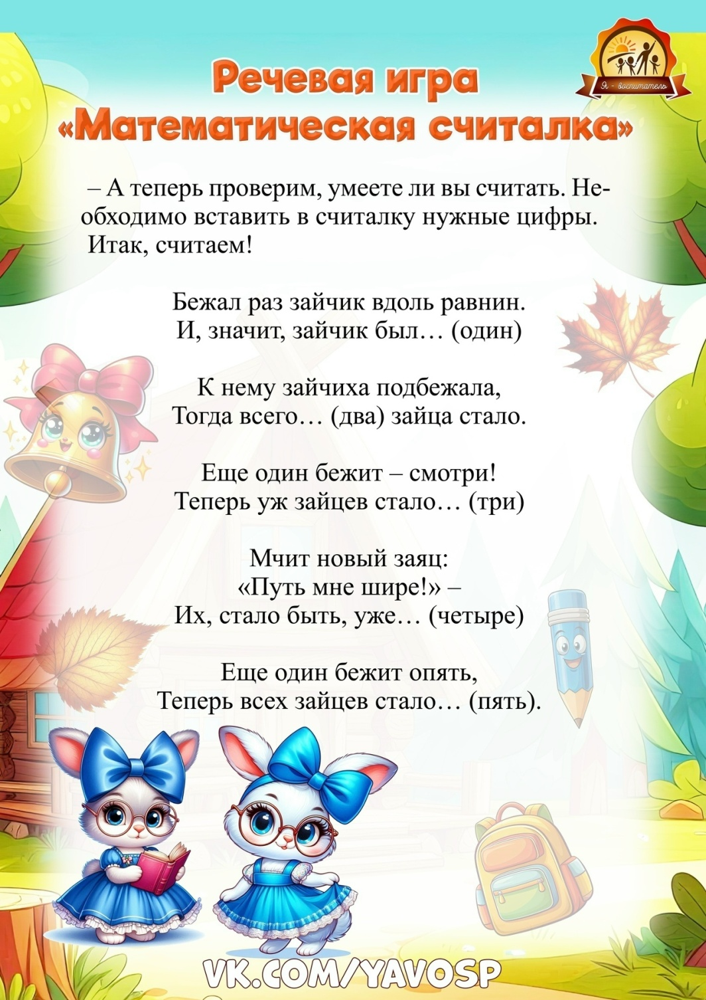 Я - воспитатель
Речевая игра
«Математическая считалка»
– А теперь проверим, умеете ли вы считать. Не-
обходимо вставить в считалку нужные цифры.
Итак, считаем!
Бежал раз зайчик вдоль равнин.
И, значит, зайчик был… (один)
К нему зайчиха подбежала,
Тогда всего… (два) зайца стало.
Еще один бежит – смотри!
Теперь уж зайцев стало… (три)
Мчит новый заяц:
«Путь мне шире!» –
Их, стало быть, уже… (четыре)
Еще один бежит опять,
Теперь всех зайцев стало… (пять).
VK.COM/YAVOSP